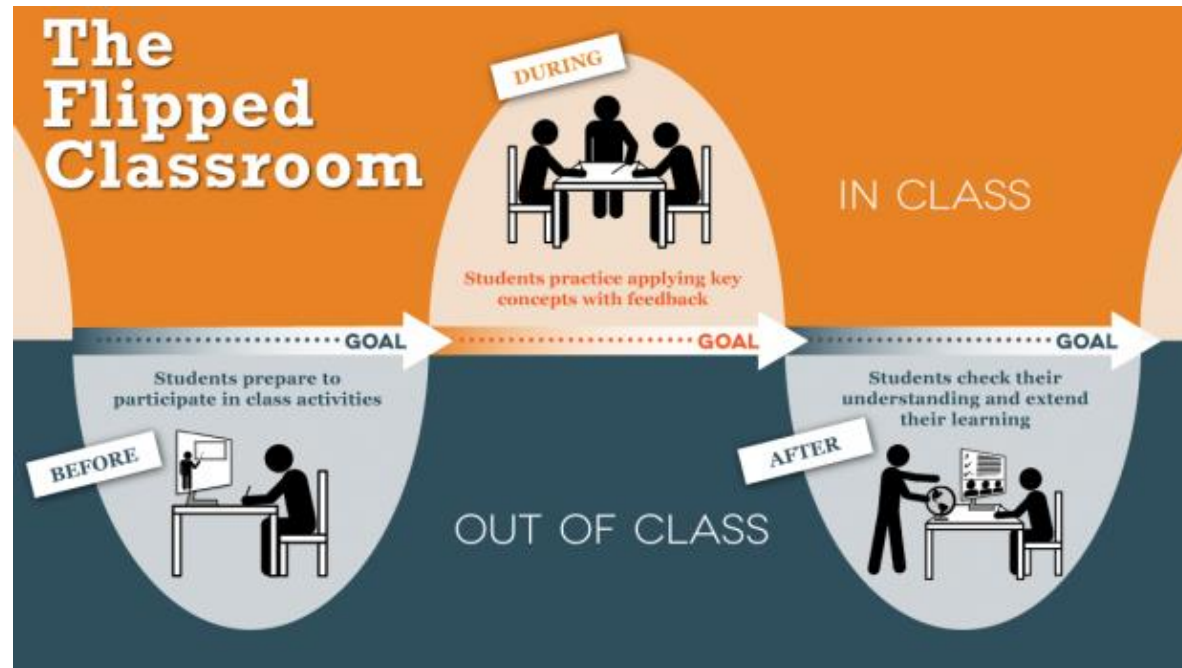 The
Flipped
Classroom
DURING
IN CLASS
Students practice applying key
concepts with feedback
GOAL
GOAL
GOAL
Students prepare to
participate in class activities
BEFORE
OUT OF CLASS
Students check their
understanding and extend
their learning
AFTER